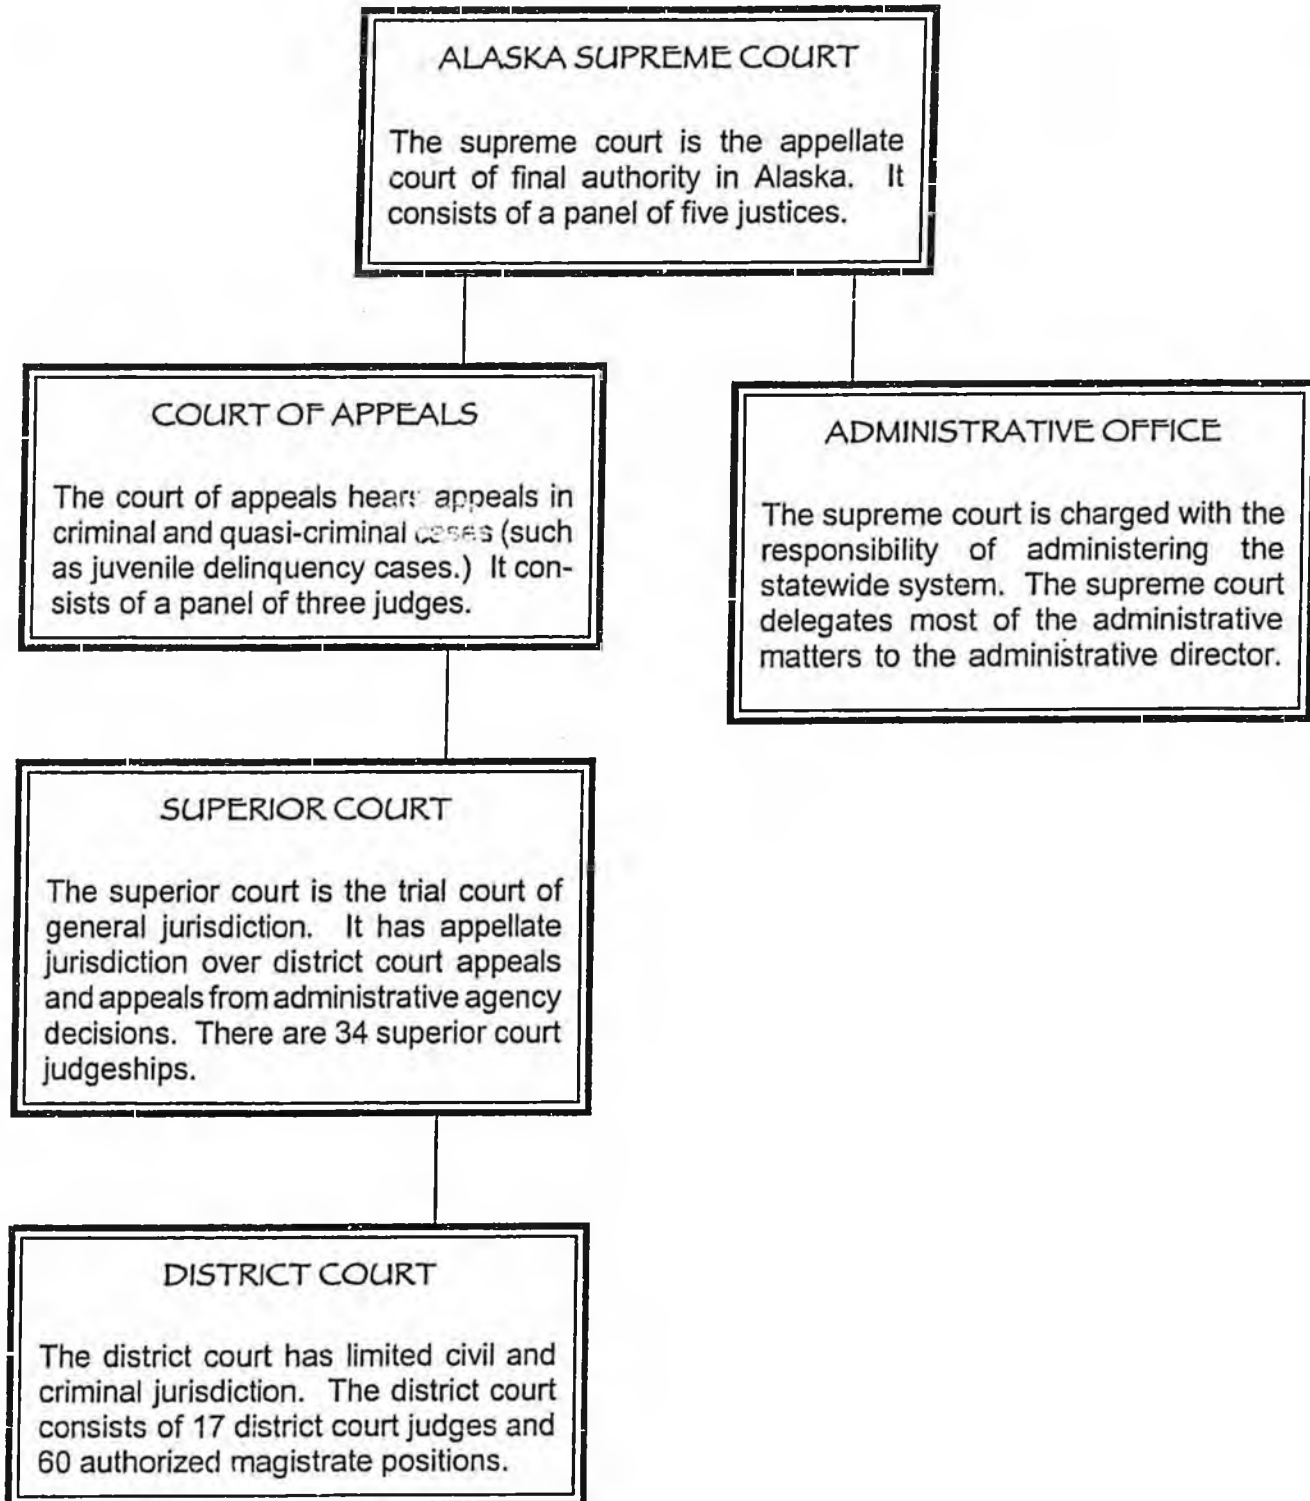 ALASKA SUPREME COURT
The supreme court is the appellate
court of final authority in Alaska. It
consists of a panel of five justices.
COURT OF APPEALS
The court of appeals hears appeals in
criminal and quasi-criminal cases (such
as juvenile delinquency cases.) It con-
sists of a panel of three judges.
ADMINISTRATIVE OFFICE
The supreme court is charged with the
responsibility of administering the
statewide system. The supreme court
delegates most of the administrative
matters to the administrative director.
SUPERIOR COURT
The superior court is the trial court of
general jurisdiction. It has appellate
jurisdiction over district court appeals
and appeals from administrative agency
decisions. There are 34 superior court
judgeships.
DISTRICT COURT
The district court has limited civil and
criminal jurisdiction. The district court
consists of 17 district court judges and
60 authorized magistrate positions.